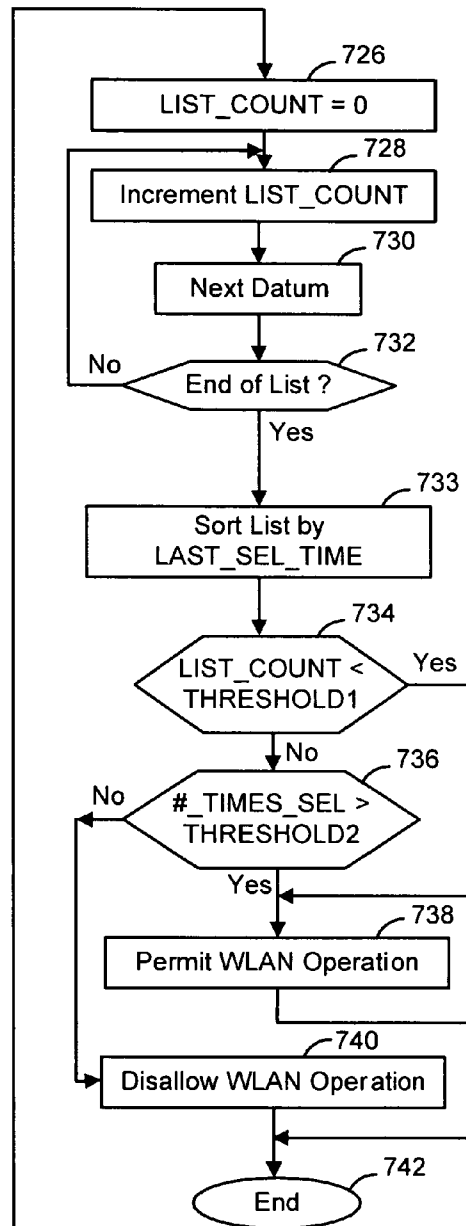 726
LIST_COUNT = 0
728
Increment LIST_COUNT
730
Next Datum
732
No
End of List ?
Yes
733
Sort List by
LAST_SEL_TIME
734
LIST_COUNT <
THRESHOLD1
Yes
No
736
No
#_TIMES_SEL >
THRESHOLD2
Yes
738
Permit WLAN Operation
740
Disallow WLAN Operation
742
End